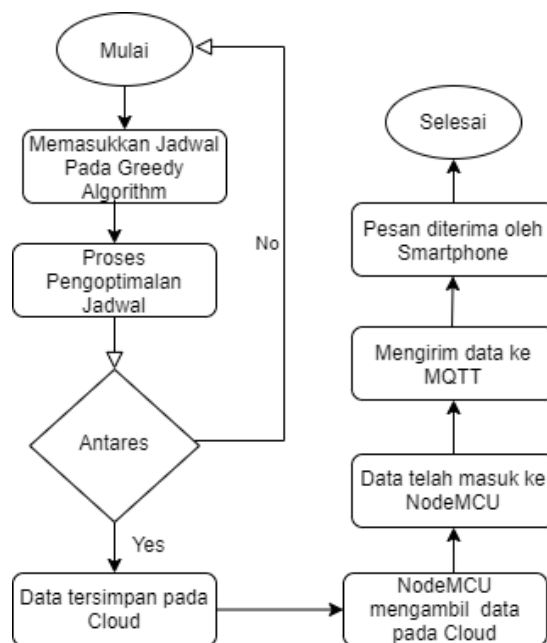 Mulai
Memasukkan Jadwal
Pada Greedy
Algorithm
Proses
Pengoptimalan
Jadwal
No
Antares
Yes
Data tersimpan pada
Cloud
NodeMCU
mengambil data
pada Cloud
Data telah masuk ke
NodeMCU
Mengirim data ke
MQTT
Pesan diterima oleh
Smartphone
Selesai